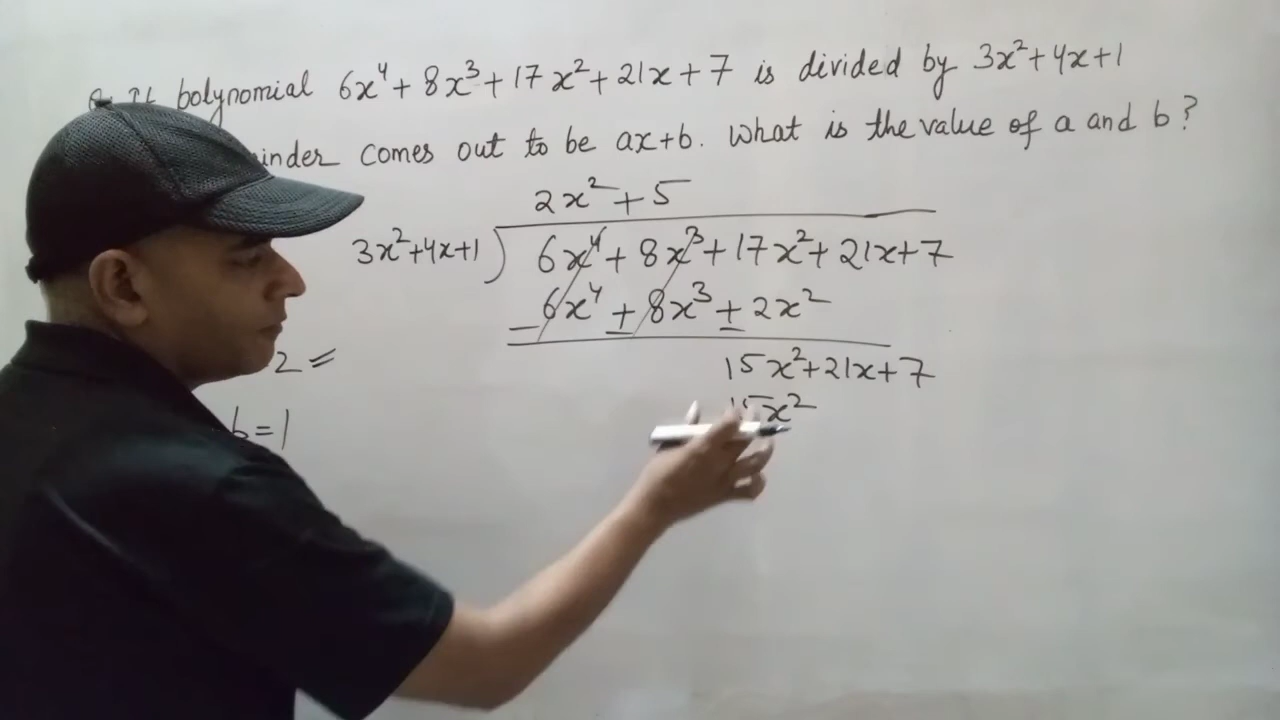 polynomial 6x⁴ + 8x³ + 17x² + 21x + 7 is divided by 3x² + 4x + 1
comes out to be ax+b. What is the value of a and b?
2x² + 5
3x²+4x+1 ) 6x⁴ + 8x³ + 17x² + 21x + 7
6x⁴ + 8x³ + 2x²
− − −
15x² + 21x + 7
2
15x²
b = 1